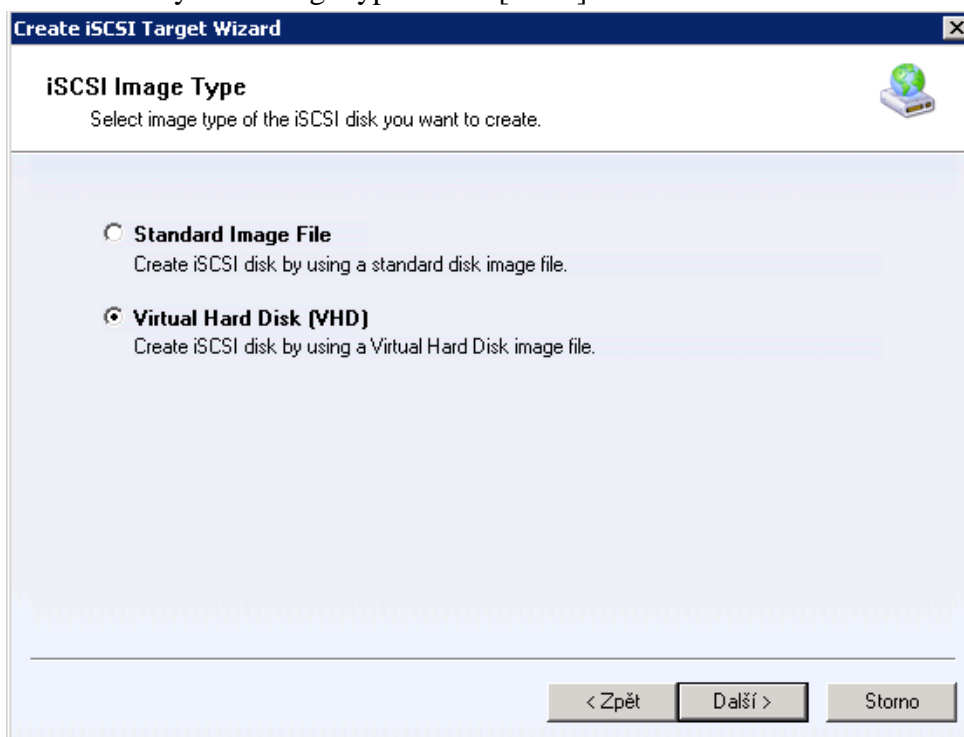 Create iSCSI Target Wizard
iSCSI Image Type
Select image type of the iSCSI disk you want to create.
Standard Image File
Create iSCSI disk by using a standard disk image file.
Virtual Hard Disk (VHD)
Create iSCSI disk by using a Virtual Hard Disk image file.
< Zpět Další > Storno